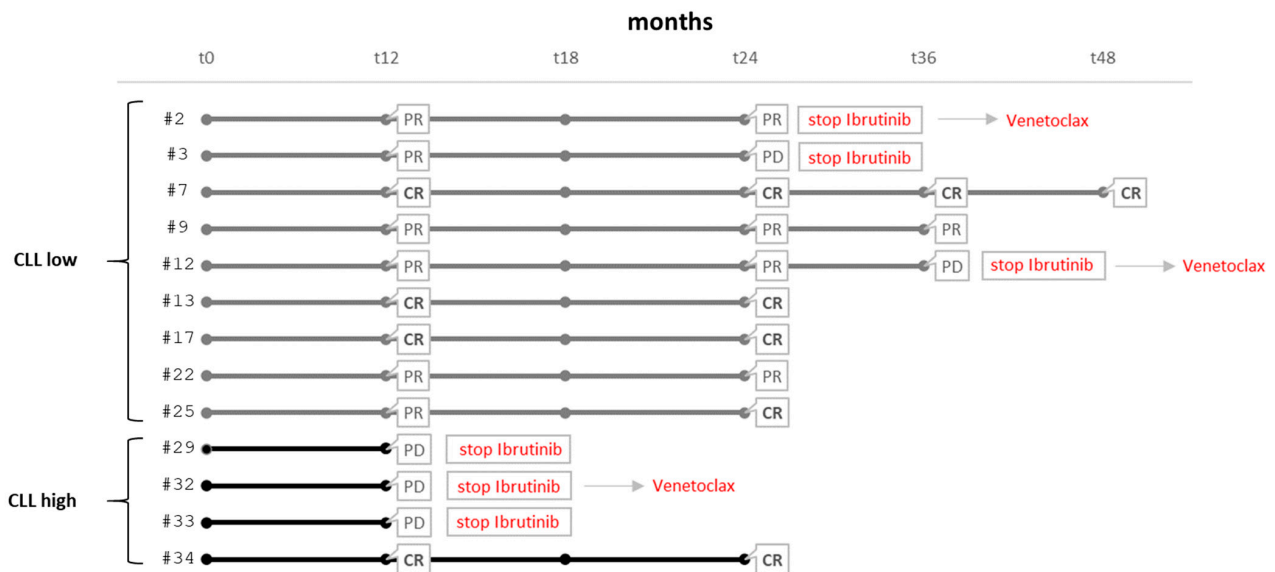 months
t0 t12 t18 t24 t36 t48
#2 PR PR stop Ibrutinib Venetoclax
#3 PR PD stop Ibrutinib
#7 CR CR CR CR
#9 PR PR
CLL low
#12 PR PR PD stop Ibrutinib Venetoclax
#13 CR CR
#17 CR CR
#22 PR PR
#25 PR CR
#29 PD stop Ibrutinib
#32 PD stop Ibrutinib Venetoclax
CLL high
#33 PD stop Ibrutinib
#34 CR CR